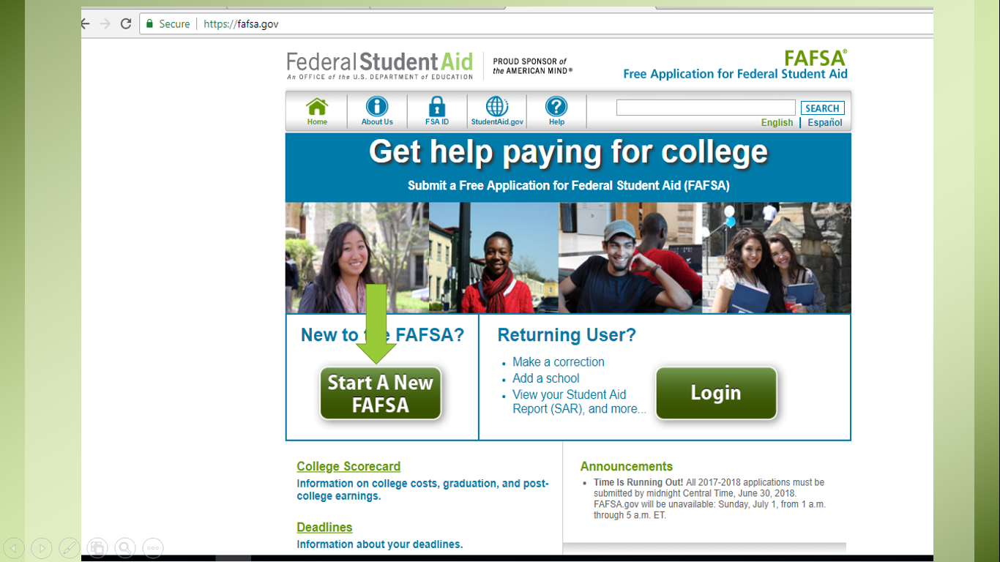 Secure | https://fafsa.gov
Federal Student Aid
An OFFICE of the U.S. DEPARTMENT of EDUCATION
PROUD SPONSOR of
the AMERICAN MIND®
FAFSA®
Free Application for Federal Student Aid
Home
About Us
FSA ID
StudentAid.gov
Help
SEARCH
English | Español
Get help paying for college
Submit a Free Application for Federal Student Aid (FAFSA)
New to FAFSA?
Start A New
FAFSA
Returning User?
• Make a correction
• Add a school
• View your Student Aid
Report (SAR), and more...
Login
College Scorecard
Information on college costs, graduation, and post-
college earnings.
Deadlines
Information about your deadlines.
Announcements
• Time Is Running Out! All 2017-2018 applications must be
submitted by midnight Central Time, June 30, 2018.
FAFSA.gov will be unavailable: Sunday, July 1, from 1 a.m.
through 5 a.m. ET.